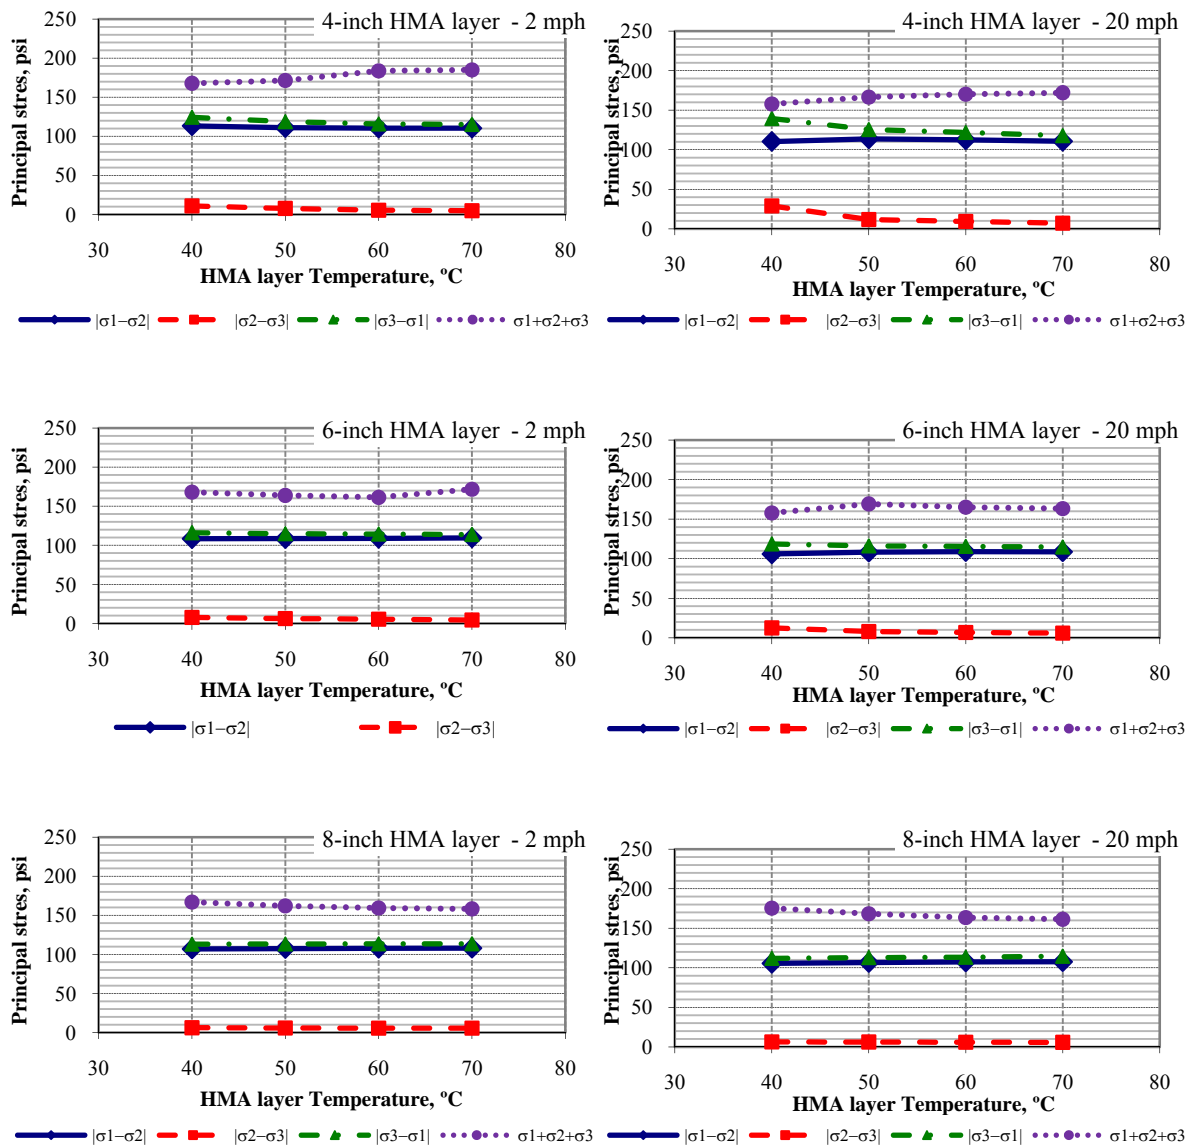 4-inch HMA layer - 2 mph
Principal stres, psi
250
200
150
100
50
0
30 40 50 60 70 80
HMA layer Temperature, ºC
|σ1−σ2| |σ2−σ3| |σ3−σ1| σ1+σ2+σ3
4-inch HMA layer - 20 mph
Principal stres, psi
250
200
150
100
50
0
30 40 50 60 70 80
HMA layer Temperature, ºC
|σ1−σ2| |σ2−σ3| |σ3−σ1| σ1+σ2+σ3
6-inch HMA layer - 2 mph
Principal stres, psi
250
200
150
100
50
0
30 40 50 60 70 80
HMA layer Temperature, ºC
|σ1−σ2| |σ2−σ3|
6-inch HMA layer - 20 mph
Principal stres, psi
250
200
150
100
50
0
30 40 50 60 70 80
HMA layer Temperature, ºC
|σ1−σ2| |σ2−σ3| |σ3−σ1| σ1+σ2+σ3
8-inch HMA layer - 2 mph
Principal stres, psi
250
200
150
100
50
0
30 40 50 60 70 80
HMA layer Temperature, ºC
|σ1−σ2| |σ2−σ3| |σ3−σ1| σ1+σ2+σ3
8-inch HMA layer - 20 mph
Principal stres, psi
250
200
150
100
50
0
30 40 50 60 70 80
HMA layer Temperature, ºC
|σ1−σ2| |σ2−σ3| |σ3−σ1| σ1+σ2+σ3